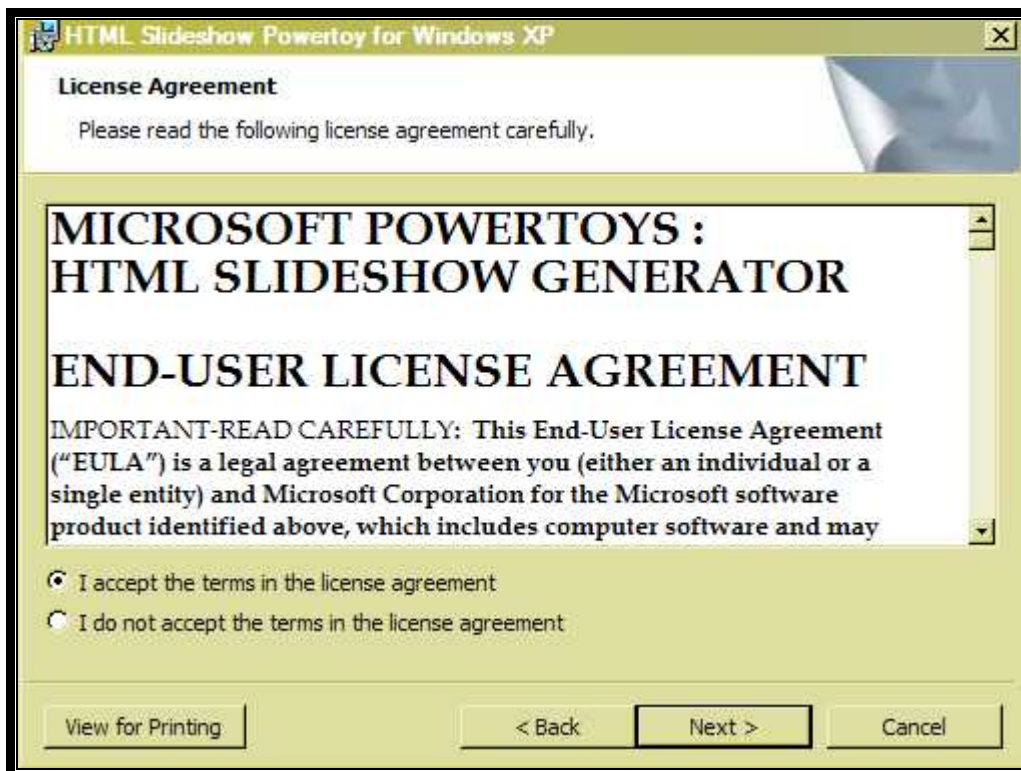 HTML Slideshow Powertoy for Windows XP
License Agreement
Please read the following license agreement carefully.
MICROSOFT POWERTOYS :
HTML SLIDESHOW GENERATOR
END-USER LICENSE AGREEMENT
IMPORTANT-READ CAREFULLY: This End-User License Agreement
(“EULA”) is a legal agreement between you (either an individual or a
single entity) and Microsoft Corporation for the Microsoft software
product identified above, which includes computer software and may
I accept the terms in the license agreement
I do not accept the terms in the license agreement
View for Printing < Back Next > Cancel